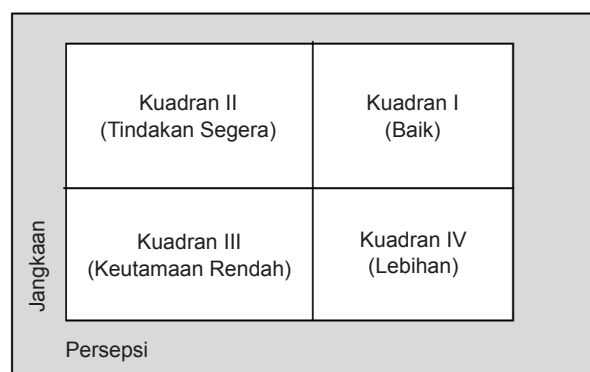 Kuadran II
(Tindakan Segera)
Kuadran I
(Baik)
Kuadran III
(Keutamaan Rendah)
Kuadran IV
(Lebihan)
Jangkaan
Persepsi